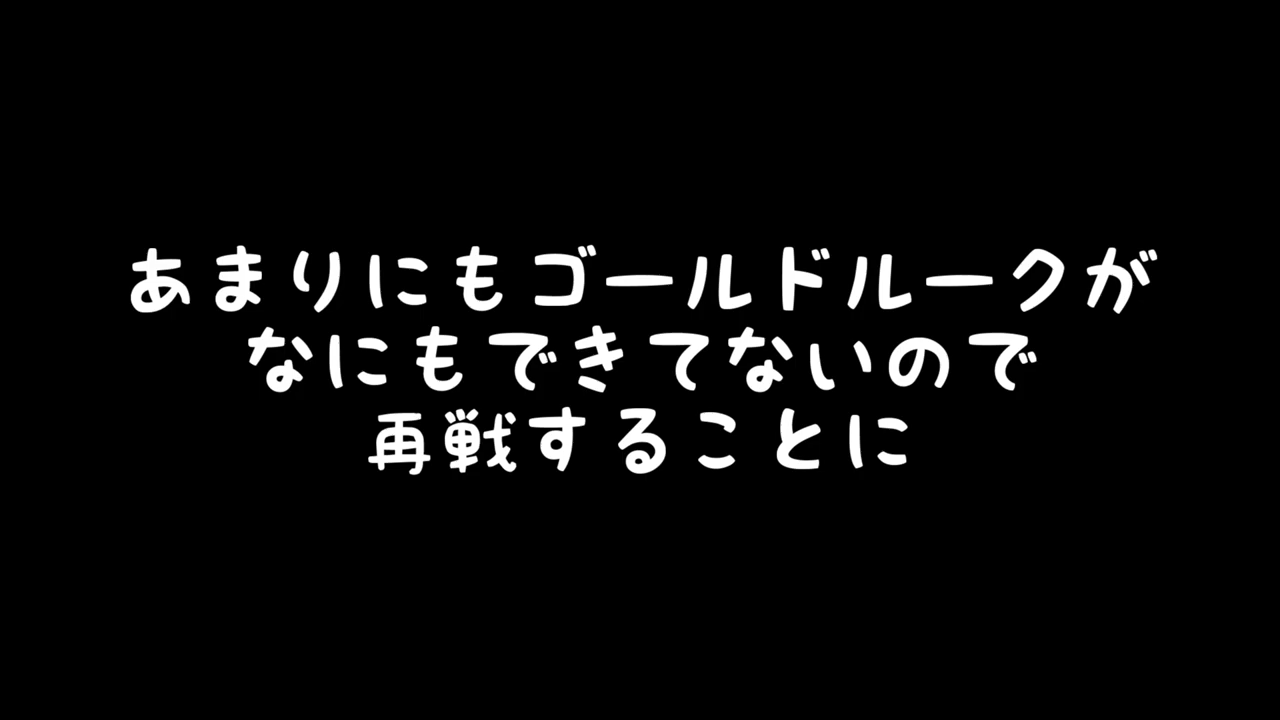 あまりにもゴールドルークが
なにもできてないので
再戦することに